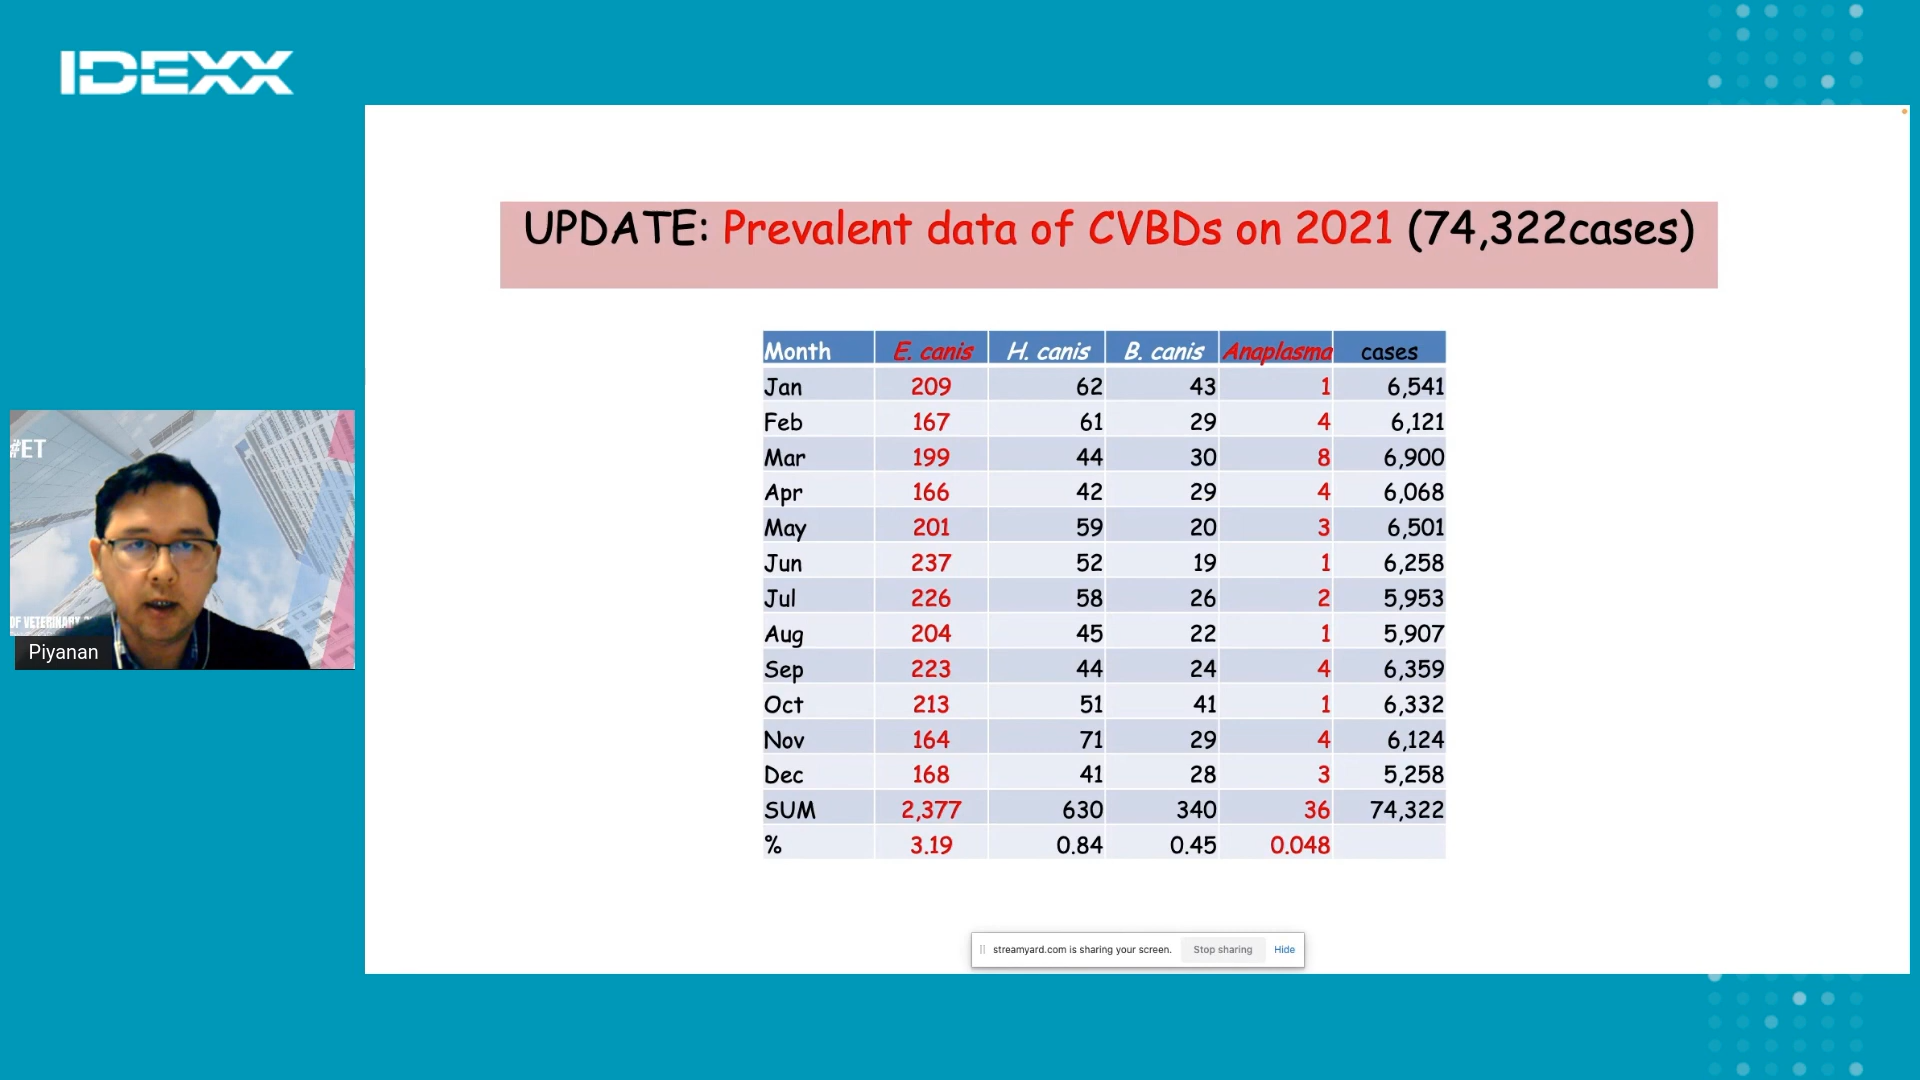 IDEXX
UPDATE: Prevalent data of CVBDs on 2021 (74,322cases)
Month E. canis H. canis B. canis Anaplasma cases
Jan 209 62 43 1 6,541
Feb 167 61 29 4 6,121
Mar 199 44 30 8 6,900
Apr 166 42 29 4 6,068
May 201 59 20 3 6,501
Jun 237 52 19 1 6,258
Jul 226 58 26 2 5,953
Aug 204 45 22 1 5,907
Sep 223 44 24 4 6,359
Oct 213 51 41 1 6,332
Nov 164 71 29 4 6,124
Dec 168 41 28 3 5,258
SUM 2,377 630 340 36 74,322
% 3.19 0.84 0.45 0.048
#ET
OF VETERINARY
Piyanan
streamyard.com is sharing your screen. Stop sharing Hide